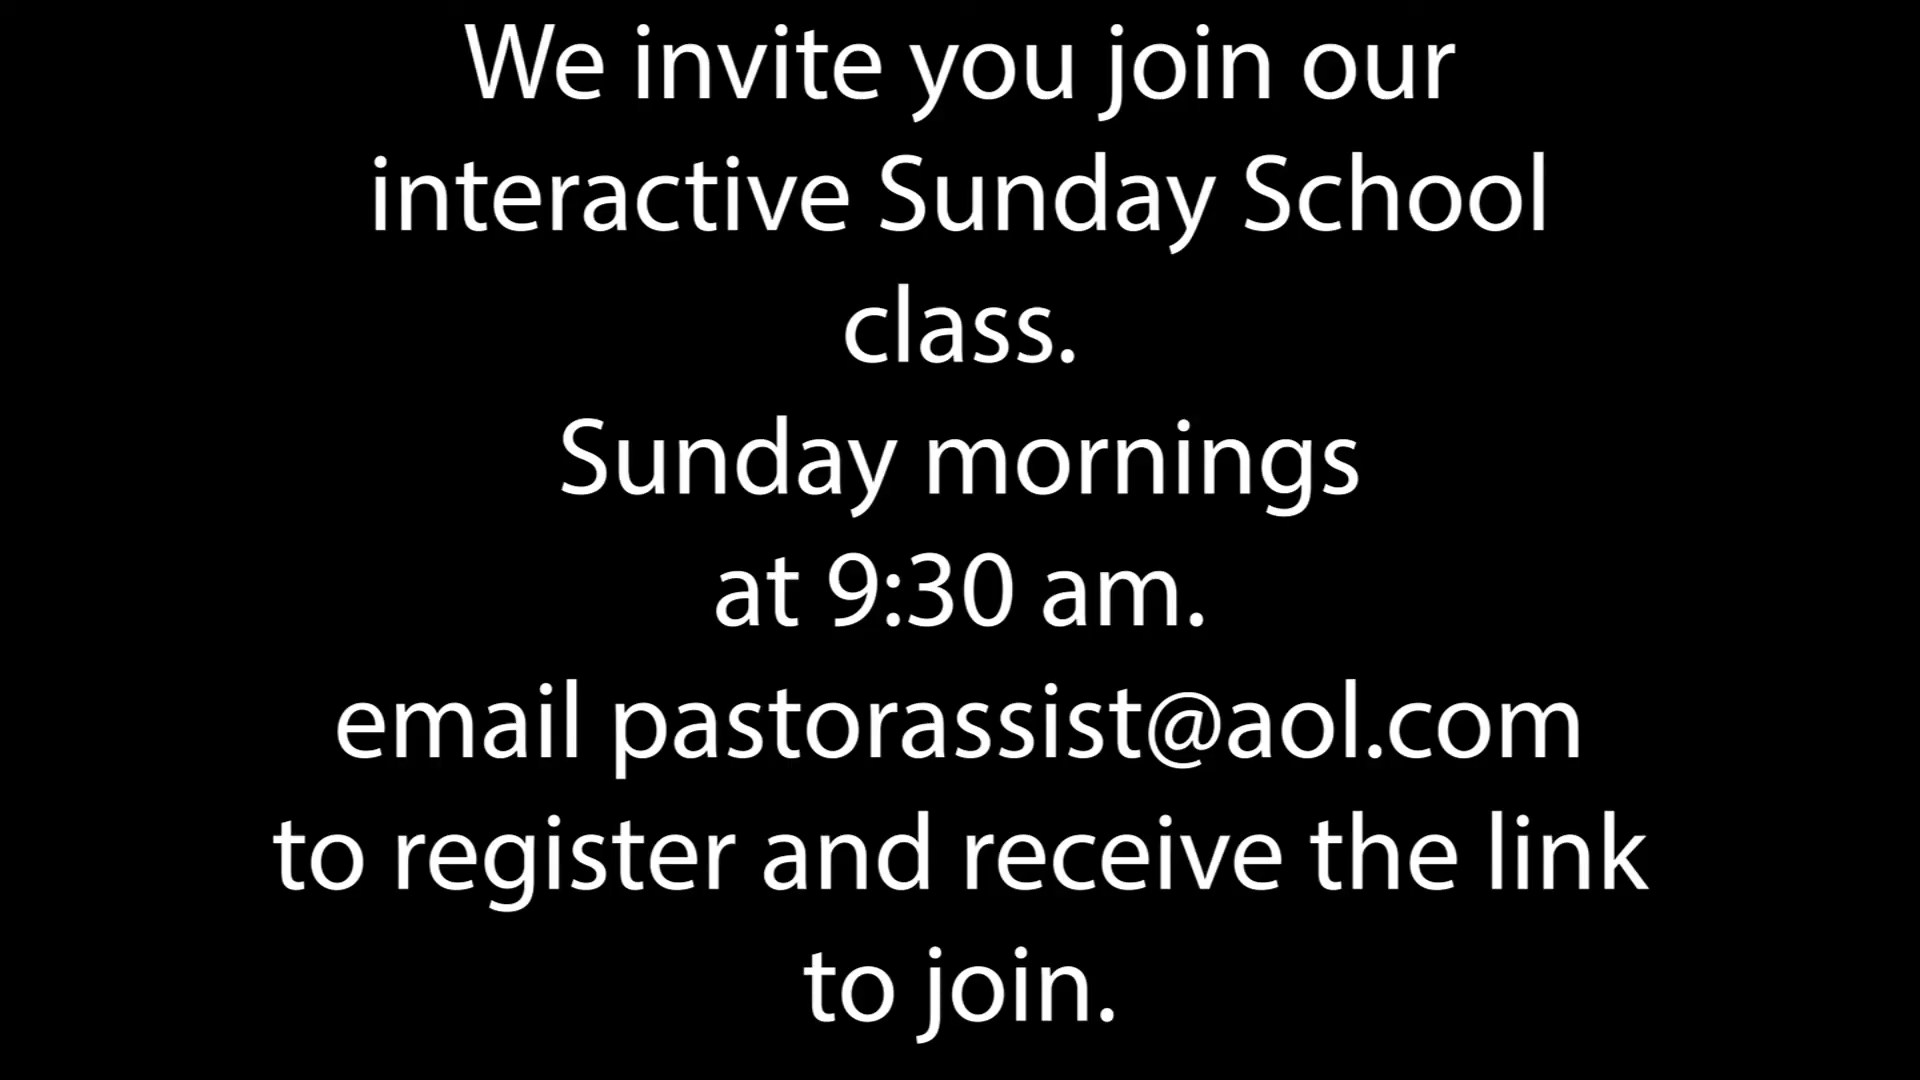 We invite you join our
interactive Sunday School
class.
Sunday mornings
at 9:30 am.
email pastorassist@aol.com
to register and receive the link
to join.